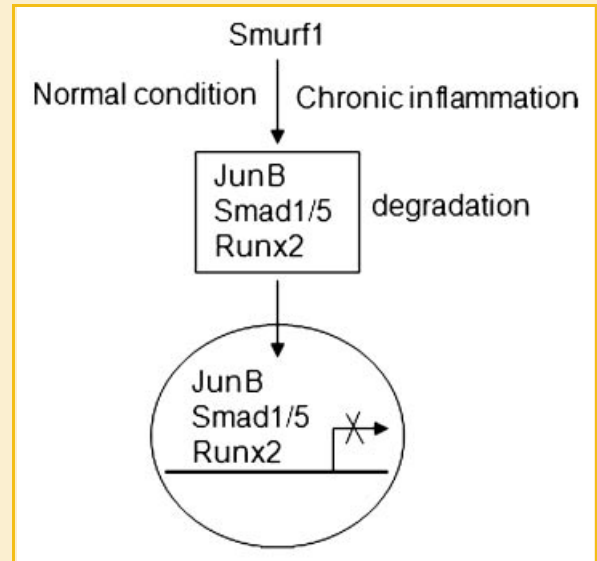 Smurf1
Normal condition Chronic inflammation
JunB
Smad1/5
Runx2
degradation
JunB
Smad1/5
Runx2